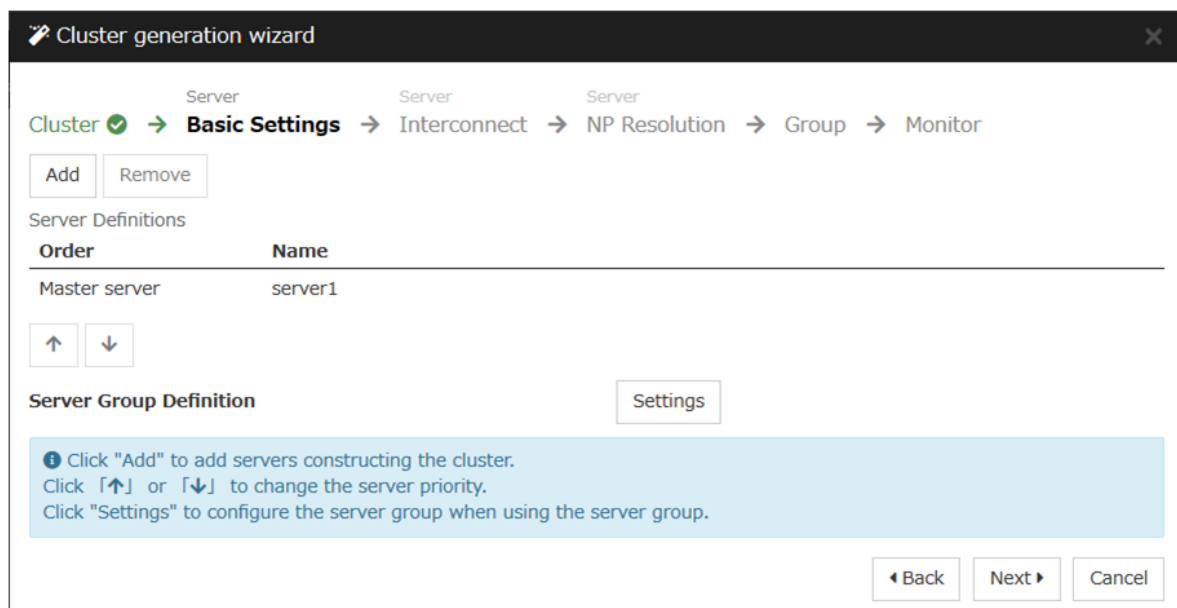 Cluster generation wizard
Server Server Server
Cluster → Basic Settings → Interconnect → NP Resolution → Group → Monitor
Add Remove
Server Definitions
Order Name
Master server server1
↑ ↓
Server Group Definition Settings
Click "Add" to add servers constructing the cluster.
Click 「↑」 or 「↓」 to change the server priority.
Click "Settings" to configure the server group when using the server group.
Back Next Cancel